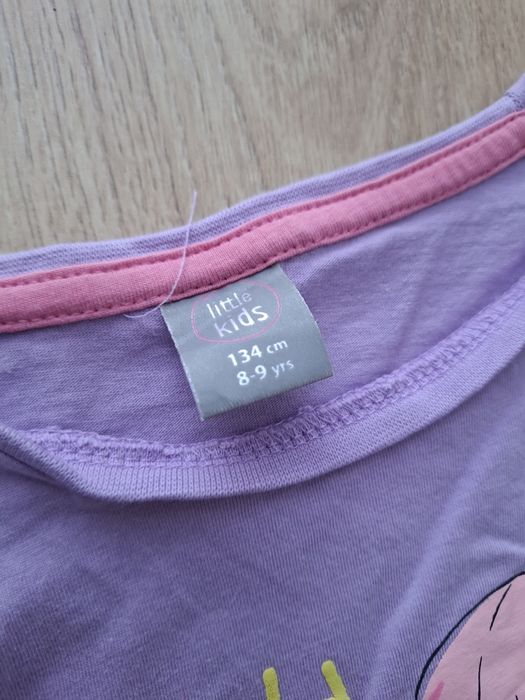 little
kids
134 cm
8-9 yrs